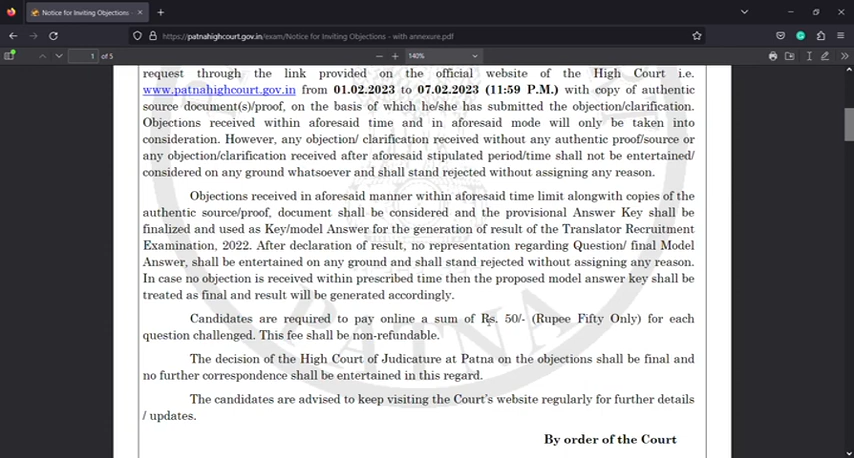 Notice for Inviting Objections -
https://patnahighcourt.gov.in/exam/Notice for Inviting Objections - with annexure.pdf
1 of 5
140%
request through the link provided on the official website of the High Court i.e.
www.patnahighcourt.gov.in from 01.02.2023 to 07.02.2023 (11:59 P.M.) with copy of authentic
source document(s)/proof, on the basis of which he/she has submitted the objection/clarification.
Objections received within aforesaid time and in aforesaid mode will only be taken into
consideration. However, any objection/ clarification received without any authentic proof/source or
any objection/clarification received after aforesaid stipulated period/time shall not be entertained/
considered on any ground whatsoever and shall stand rejected without assigning any reason.
Objections received in aforesaid manner within aforesaid time limit alongwith copies of the
authentic source/proof, document shall be considered and the provisional Answer Key shall be
finalized and used as Key/model Answer for the generation of result of the Translator Recruitment
Examination, 2022. After declaration of result, no representation regarding Question/ final Model
Answer, shall be entertained on any ground and shall stand rejected without assigning any reason.
In case no objection is received within prescribed time then the proposed model answer key shall be
treated as final and result will be generated accordingly.
Candidates are required to pay online a sum of Rs. 50/- (Rupee Fifty Only) for each
question challenged. This fee shall be non-refundable.
The decision of the High Court of Judicature at Patna on the objections shall be final and
no further correspondence shall be entertained in this regard.
The candidates are advised to keep visiting the Court's website regularly for further details
/ updates.
By order of the Court
PATNA